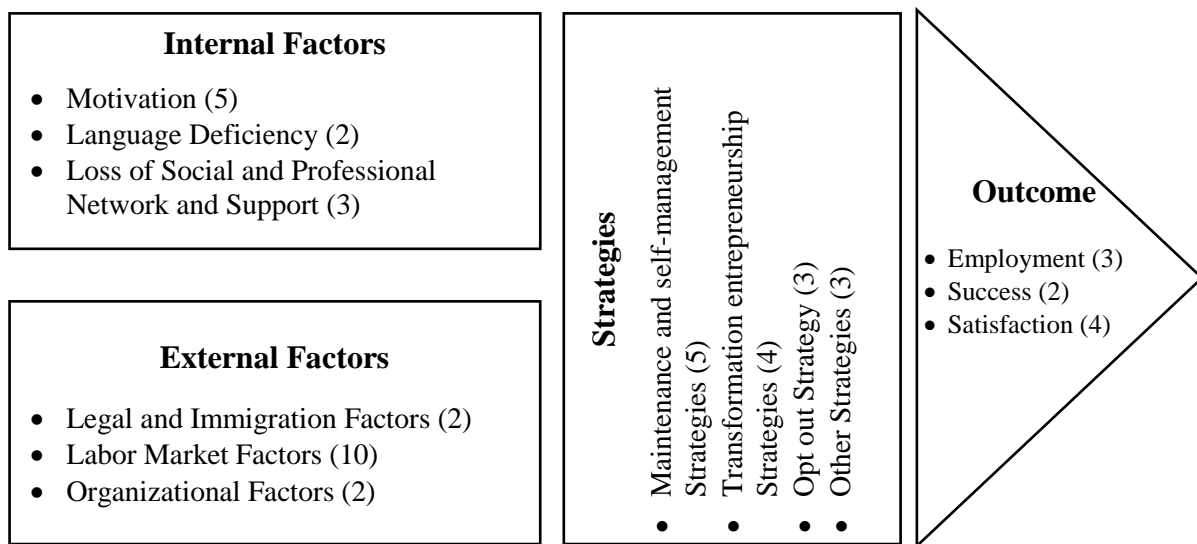 Internal Factors
• Motivation (5)
• Language Deficiency (2)
• Loss of Social and Professional
Network and Support (3)
External Factors
• Legal and Immigration Factors (2)
• Labor Market Factors (10)
• Organizational Factors (2)
Strategies
• Maintenance and self-management
Strategies (5)
• Transformation entrepreneurship
Strategies (4)
• Opt out Strategy (3)
• Other Strategies (3)
Outcome
• Employment (3)
• Success (2)
• Satisfaction (4)